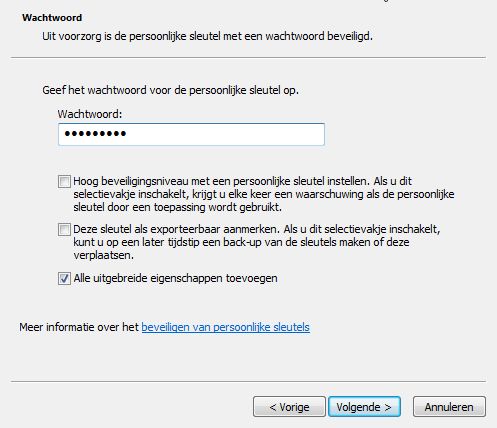 Wachtwoord
Uit voorzorg is de persoonlijke sleutel met een wachtwoord beveiligd.
Geef het wachtwoord voor de persoonlijke sleutel op.
Wachtwoord:
●●●●●●●●●
Hoog beveiligingsniveau met een persoonlijke sleutel instellen. Als u dit
selectievakje inschakelt, krijgt u elke keer een waarschuwing als de persoonlijke
sleutel door een toepassing wordt gebruikt.
Deze sleutel als exporteerbaar aanmerken. Als u dit selectievakje inschakelt,
kunt u op een later tijdstip een back-up van de sleutels maken of deze
verplaatsen.
Alle uitgebreide eigenschappen toevoegen
Meer informatie over het beveiligen van persoonlijke sleutels
< Vorige Volgende > Annuleren